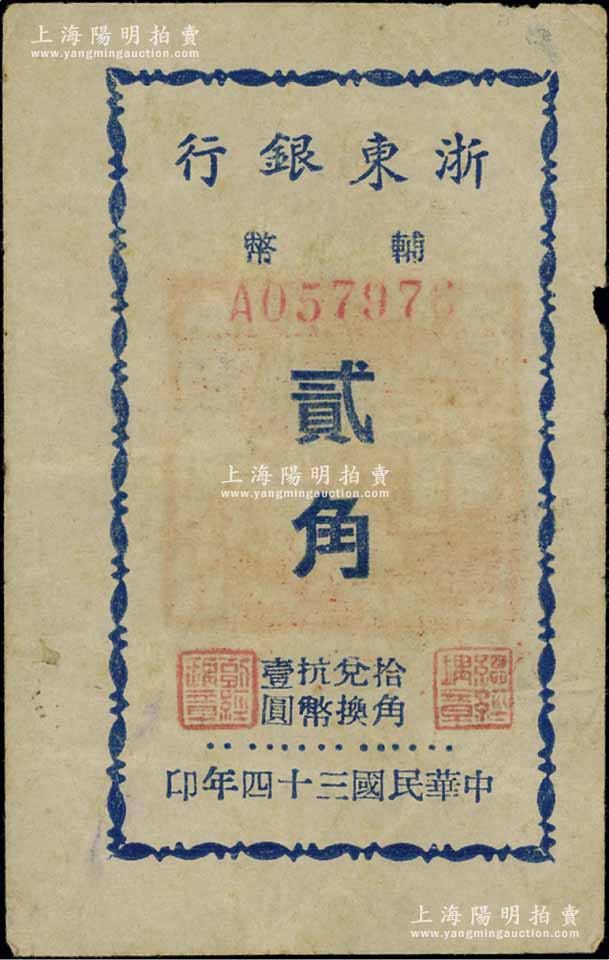 上海陽明拍賣
www.yangmingauction.com
浙東銀行
輔幣
A057976
貳角
上海陽明拍賣
www.yangmingauction.com
拾角兌換抗幣壹圓
中華民國三十四年印
上海陽明拍賣
www.yangmingauction.com